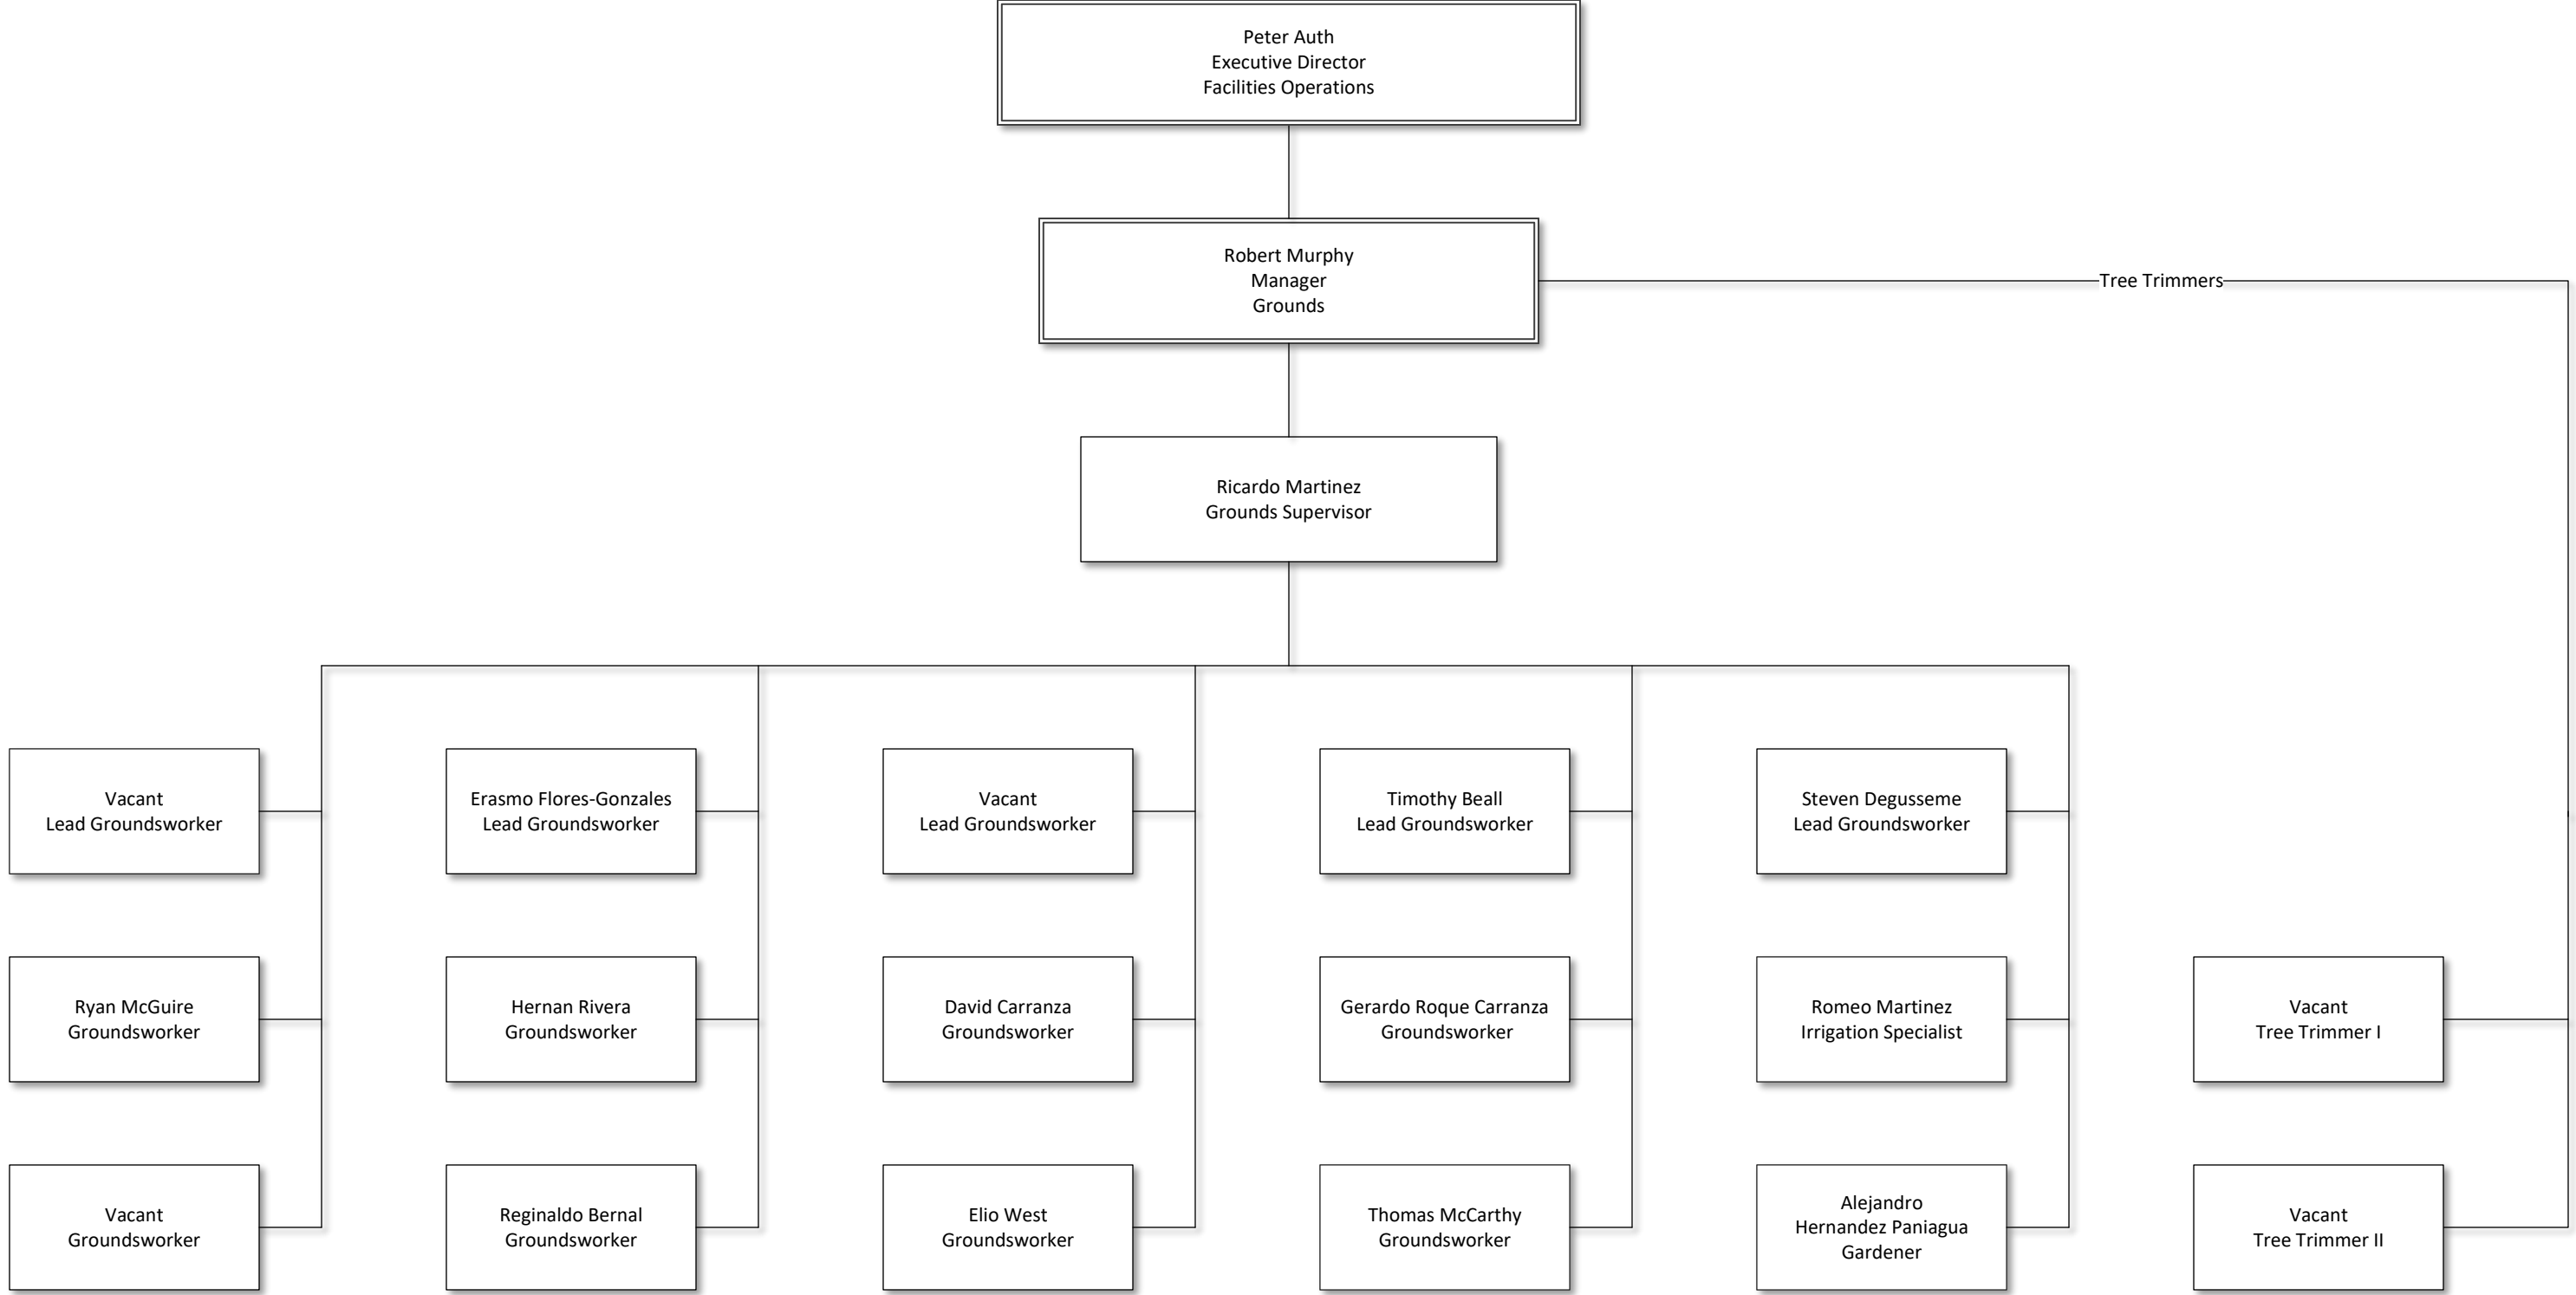 Peter Auth
Executive Director
Facilities Operations
Robert Murphy
Manager
Grounds
Tree Trimmers
Ricardo Martinez
Grounds Supervisor
Vacant
Lead Groundsworker
Erasmo Flores-Gonzales
Lead Groundsworker
Vacant
Lead Groundsworker
Timothy Beall
Lead Groundsworker
Steven Degusseme
Lead Groundsworker
Ryan McGuire
Groundsworker
Hernan Rivera
Groundsworker
David Carranza
Groundsworker
Gerardo Roque Carranza
Groundsworker
Romeo Martinez
Irrigation Specialist
Vacant
Tree Trimmer I
Vacant
Groundsworker
Reginaldo Bernal
Groundsworker
Elio West
Groundsworker
Thomas McCarthy
Groundsworker
Alejandro
Hernandez Paniagua
Gardener
Vacant
Tree Trimmer II